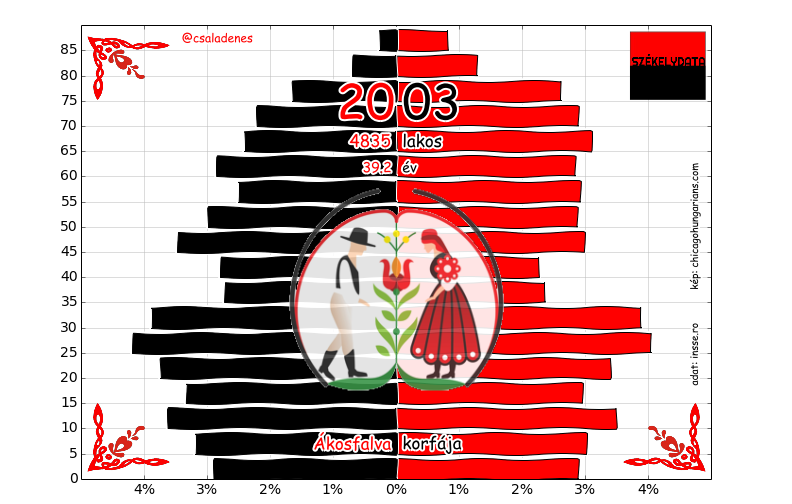 @csaladenes
SZÉKELYDATA
2003
4835 lakos
39.2 év
kép: chicagohungarians.com
adat: insse.ro
Ákosfalva korfája
85
80
75
70
65
60
55
50
45
40
35
30
25
20
15
10
5
0
4% 3% 2% 1% 0% 1% 2% 3% 4%